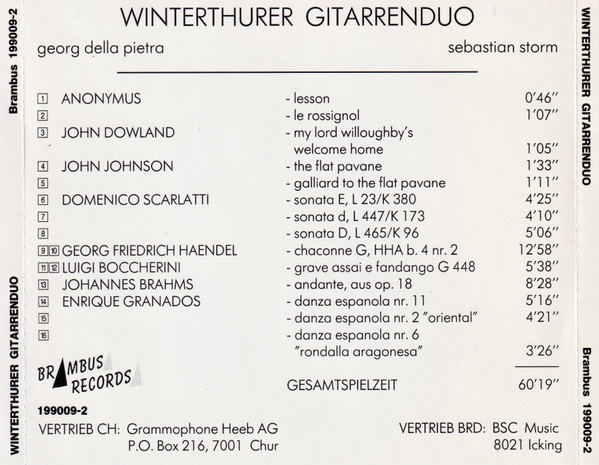 WINTERTHURER GITARRENDUO
georg della pietra sebastian storm
1 ANONYMUS - lesson 0'46"
2 - le rossignol 1'07"
3 JOHN DOWLAND - my lord willoughby's
welcome home 1'05"
4 JOHN JOHNSON - the flat pavane 1'33"
5 - galliard to the flat pavane 1'11"
6 DOMENICO SCARLATTI - sonata E, L 23/K 380 4'25"
7 - sonata d, L 447/K 173 4'10"
8 - sonata D, L 465/K 96 5'06"
9 10 GEORG FRIEDRICH HAENDEL - chaconne G, HHA b. 4 nr. 2 12'58"
11 12 LUIGI BOCCHERINI - grave assai e fandango G 448 5'38"
13 JOHANNES BRAHMS - andante, aus op. 18 8'28"
14 ENRIQUE GRANADOS - danza espanola nr. 11 5'16"
15 - danza espanola nr. 2 "oriental" 4'21"
16 - danza espanola nr. 6
"rondalla aragonesa" 3'26"
GESAMTSPIELZEIT 60'19"
BRAMBUS
RECORDS
199009-2
VERTRIEB CH: Grammophone Heeb AG
P.O. Box 216, 7001 Chur
VERTRIEB BRD: BSC Music
8021 Icking
WINTERTHURER GITARRENDUO Brambus 199009-2
WINTERTHURER GITARRENDUO Brambus 199009-2